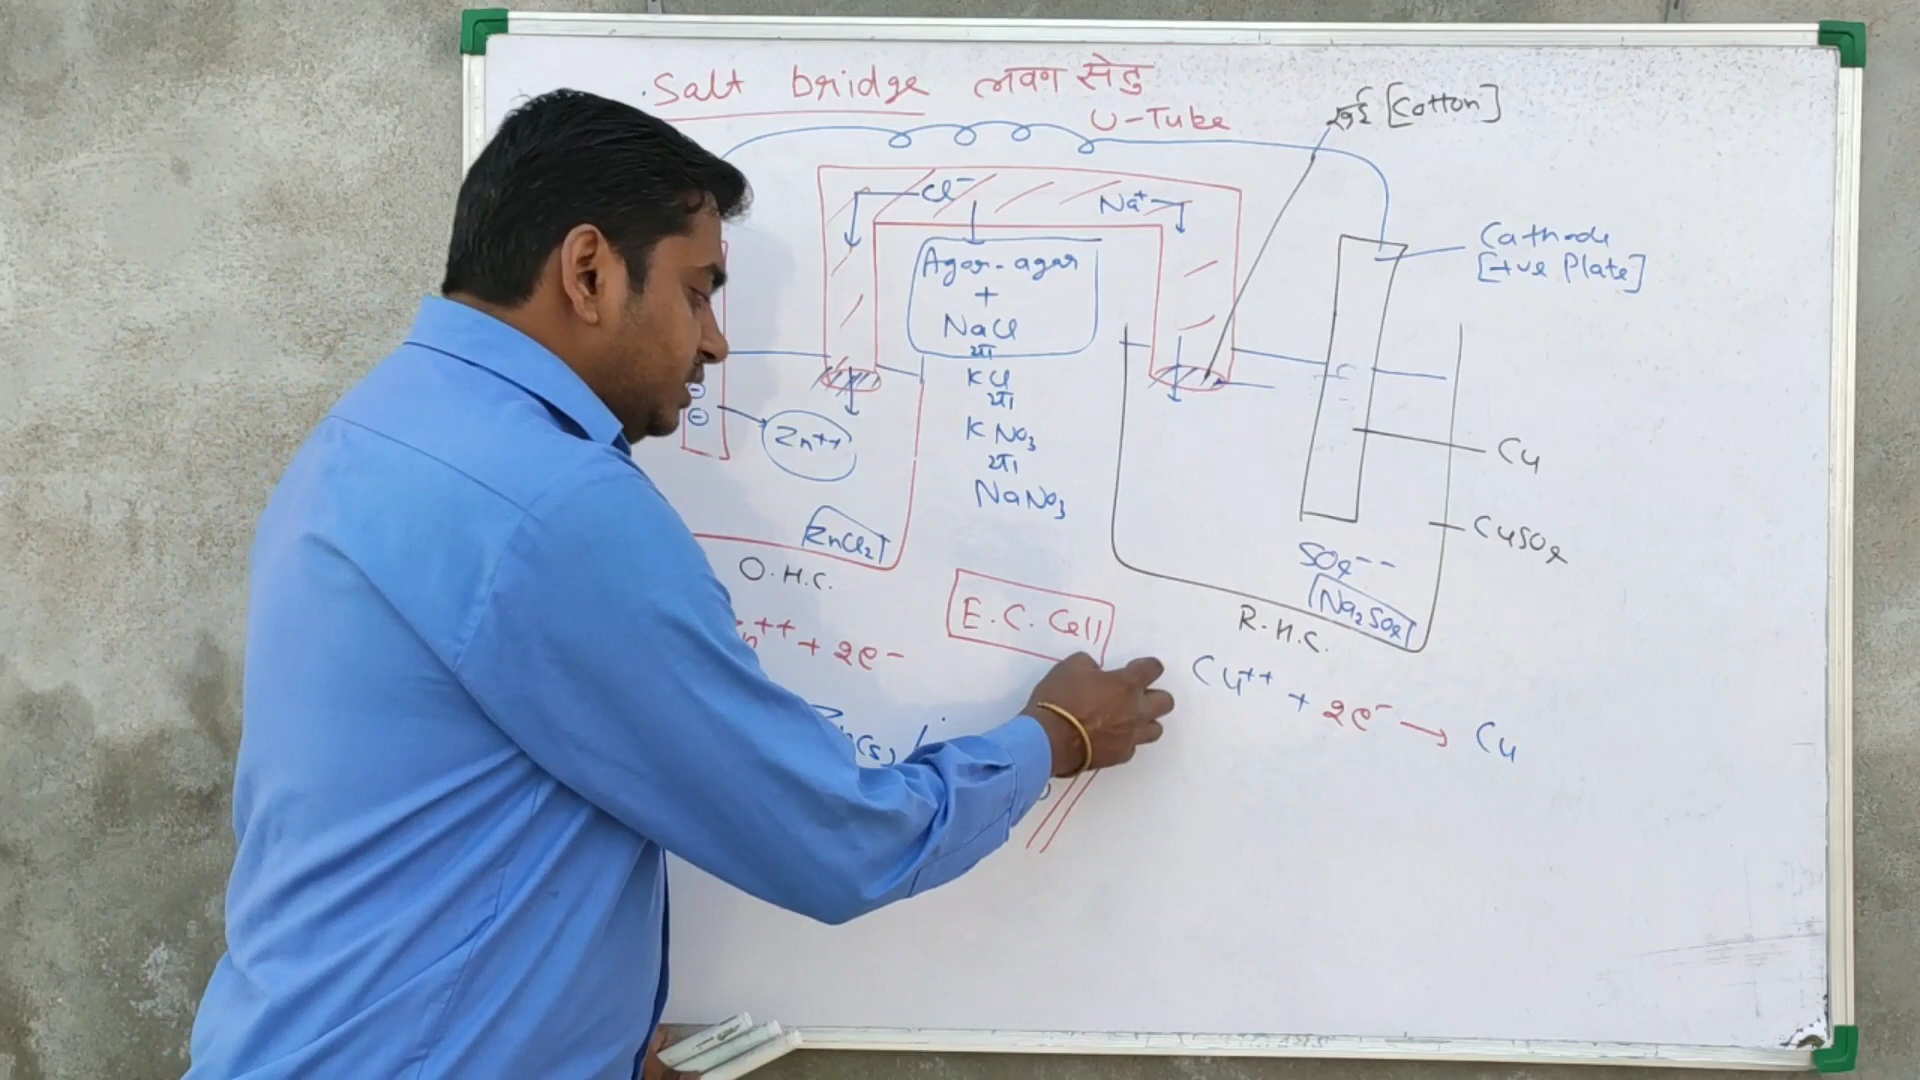 Salt bridge लवण सेतु
U-Tube
रूई [Cotton]
Cl⁻
Na⁺
Cathode
[+ve Plate]
Agar-agar
+
NaCl
या
KCl
या
KNO₃
या
NaNO₃
⊖
⊖
Zn⁺⁺
Cu
CuSO₄
ZnCl₂↑
SO₄⁻⁻
Na₂SO₄↑
O.H.C.
R.H.C.
E.C. Cell
n⁺⁺ + 2e⁻
Cu⁺⁺ + 2e⁻ → Cu
Zn(s) /